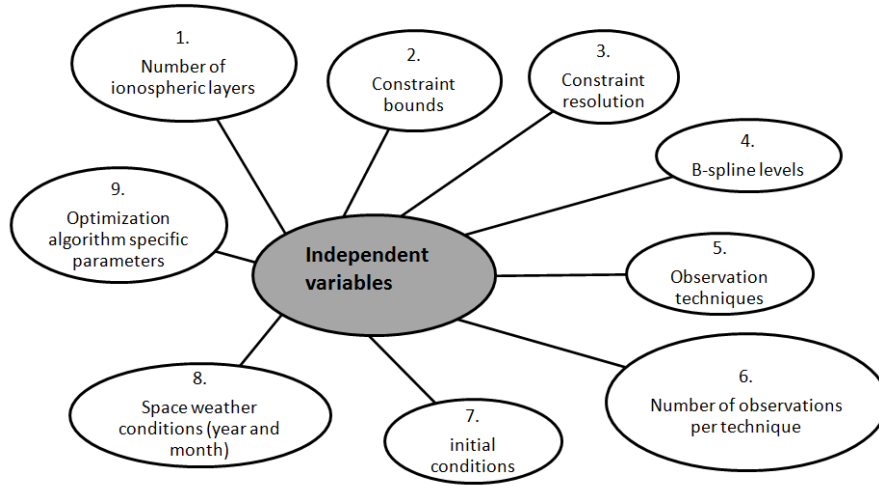 1.
Number of
ionospheric layers
2.
Constraint
bounds
3.
Constraint
resolution
4.
B-spline levels
5.
Observation
techniques
6.
Number of observations
per technique
7.
initial
conditions
8.
Space weather
conditions (year and
month)
9.
Optimization
algorithm specific
parameters
Independent
variables